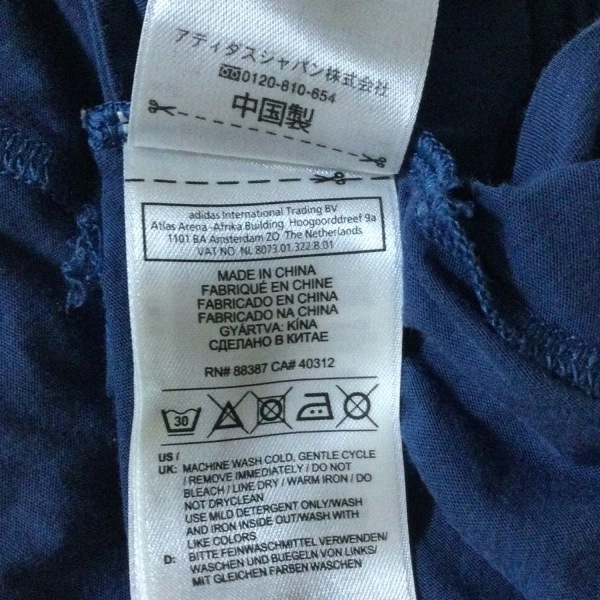 アディダスジャパン株式会社
0120-810-654
中国製
adidas International Trading BV
Atlas Arena -Afrika Building Hoogoorddreef 9a
1101 BA Amsterdam ZO The Netherlands
VAT NO. NL 8073.01.322.B.01
MADE IN CHINA
FABRIQUÉ EN CHINE
FABRICADO EN CHINA
FABRICADO NA CHINA
GYÁRTVA: KÍNA
СДЕЛАНО В КИТАЕ
RN# 88387 CA# 40312
30
US /
UK: MACHINE WASH COLD, GENTLE CYCLE
/ REMOVE IMMEDIATELY / DO NOT
BLEACH / LINE DRY / WARM IRON / DO
NOT DRYCLEAN
USE MILD DETERGENT ONLY/WASH
AND IRON INSIDE OUT/WASH WITH
LIKE COLORS
D: BITTE FEINWASCHMITTEL VERWENDEN/
WASCHEN UND BUEGELN VON LINKS/
MIT GLEICHEN FARBEN WASCHEN